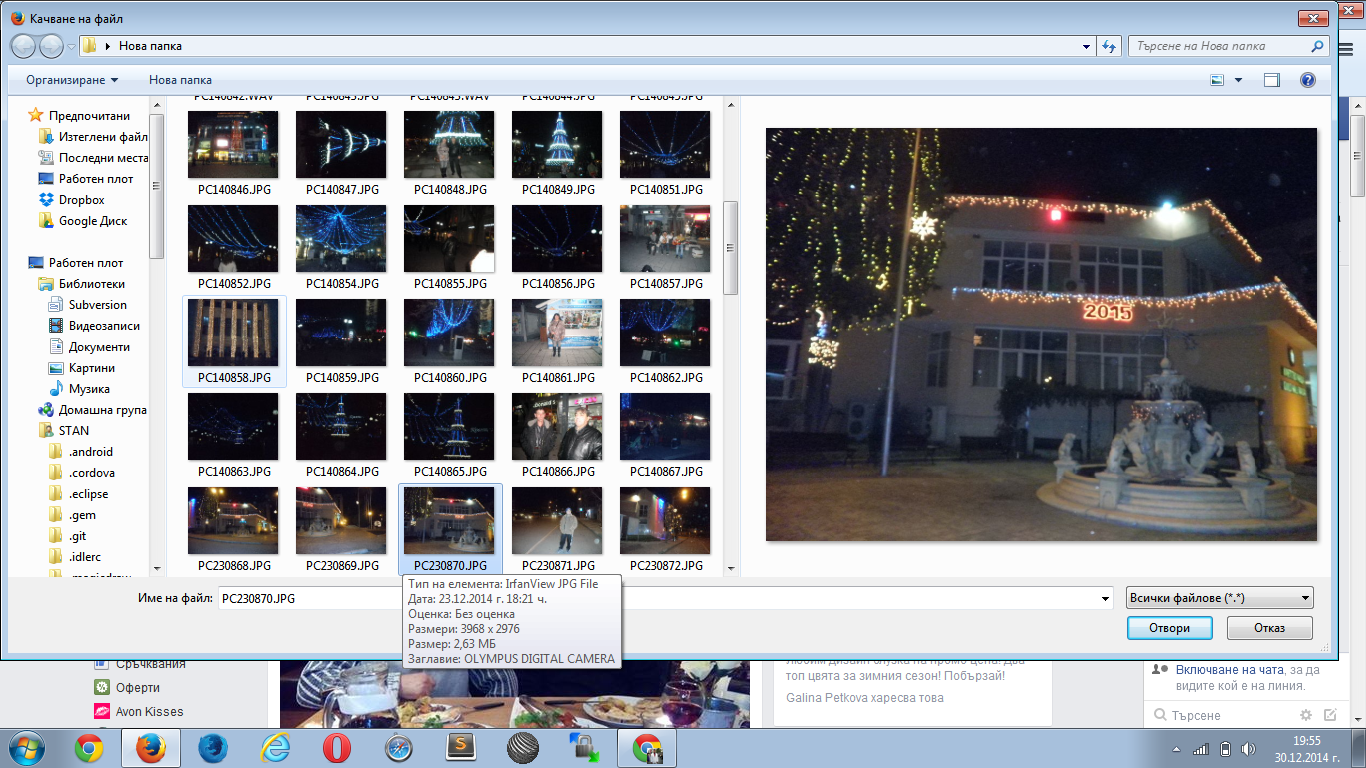 Качване на файл
Нова папка
Търсене на Нова папка
Организиране
Нова папка
Предпочитани
Изтеглени файл
Последни места
Работен плот
Dropbox
Google Диск
Работен плот
Библиотеки
Subversion
Видеозаписи
Документи
Картини
Музика
Домашна група
STAN
.android
.cordova
.eclipse
.gem
.git
.idlerc
.magicdraw
PC140842.WAV PC140843.JPG PC140843.WAV PC140844.JPG PC140845.JPG
PC140846.JPG PC140847.JPG PC140848.JPG PC140849.JPG PC140851.JPG
PC140852.JPG PC140854.JPG PC140855.JPG PC140856.JPG PC140857.JPG
PC140858.JPG PC140859.JPG PC140860.JPG PC140861.JPG PC140862.JPG
PC140863.JPG PC140864.JPG PC140865.JPG PC140866.JPG PC140867.JPG
PC230868.JPG PC230869.JPG PC230870.JPG PC230871.JPG PC230872.JPG
2015
Тип на елемента: IrfanView JPG File
Дата: 23.12.2014 г. 18:21 ч.
Оценка: Без оценка
Размери: 3968 x 2976
Размер: 2,63 МБ
Заглавие: OLYMPUS DIGITAL CAMERA
Име на файл: PC230870.JPG
Всички файлове (*.*)
Отвори Отказ
Сръчквания
Оферти
Avon Kisses
любим дизайн блузка на промо цена! Два
топ цвята за зимния сезон! Побързай!
Galina Petkova харесва това
Включване на чата, за да
видите кой е на линия.
Търсене
19:55
30.12.2014 г.